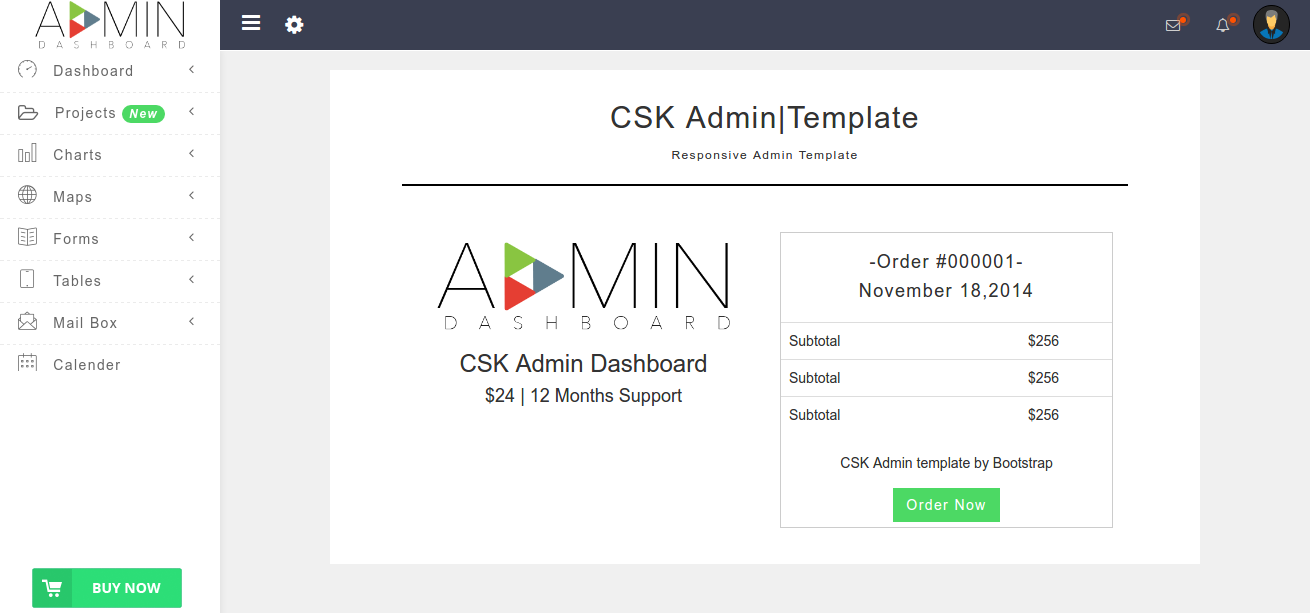 ADMIN
DASHBOARD
Dashboard
Projects New
Charts
Maps
Forms
Tables
Mail Box
Calender
BUY NOW
CSK Admin|Template
Responsive Admin Template
ADMIN
DASHBOARD
CSK Admin Dashboard
$24 | 12 Months Support
-Order #000001-
November 18,2014
Subtotal $256
Subtotal $256
Subtotal $256
CSK Admin template by Bootstrap
Order Now